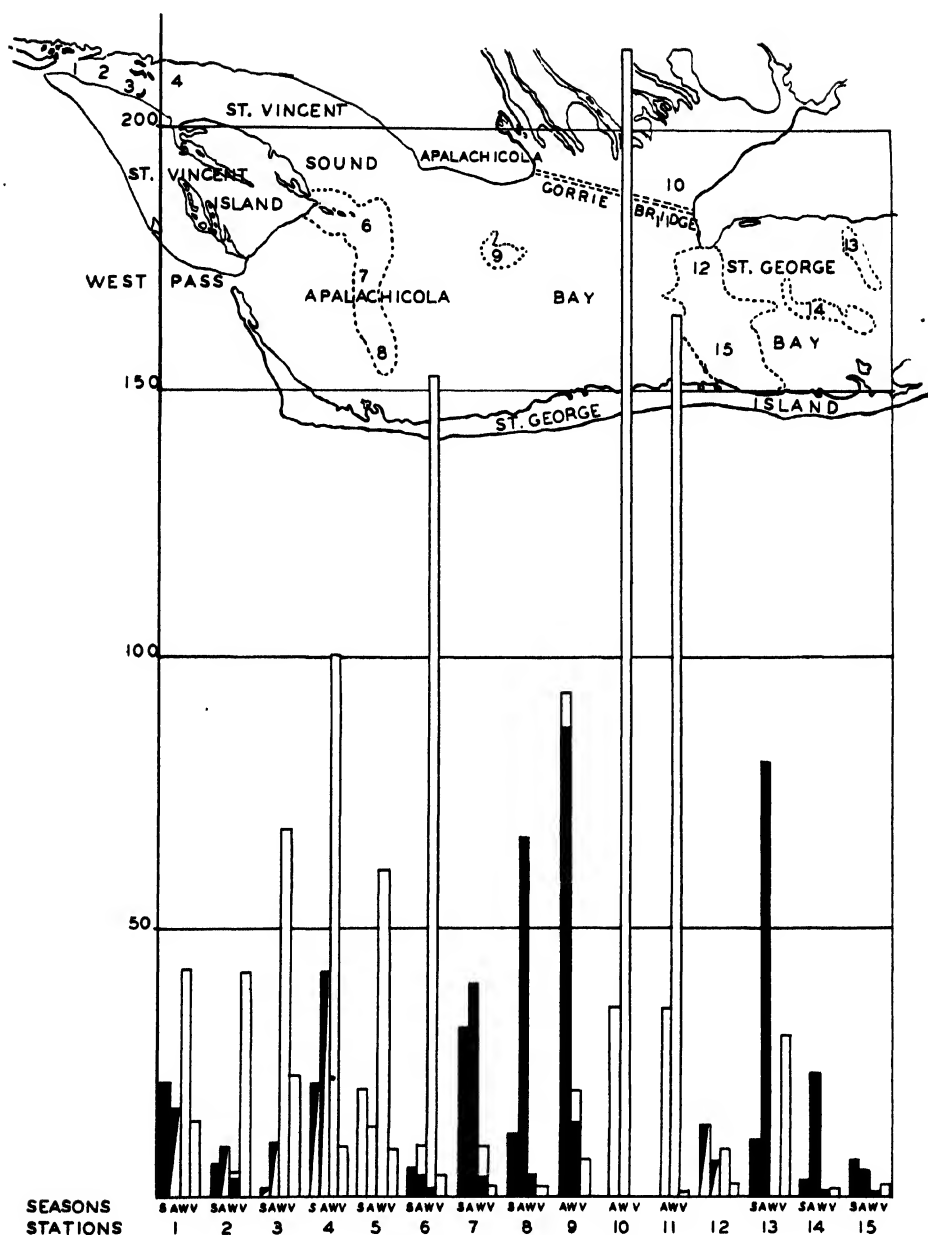 1 2 3 4
ST. VINCENT
200
SOUND
APALACHICOLA
ST. VINCENT
ISLAND
GORRIE BRIDGE
10
6
9
12 ST. GEORGE 13
WEST PASS
7
APALACHICOLA BAY
14
8
15 BAY
150
ST. GEORGE ISLAND
100
50
SEASONS SAWV SAWV SAWV S AWV SAWV SAWV SAWV SAWV AWV AWV AWV SAWV SAWV SAWV
STATIONS 1 2 3 4 5 6 7 8 9 10 11 12 13 14 15